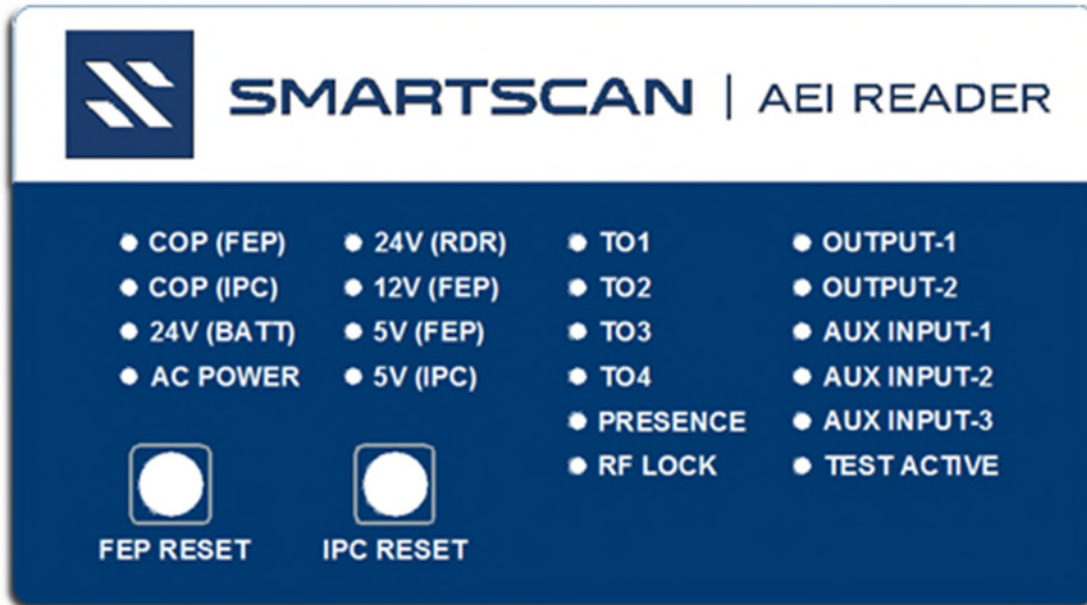 SMARTSCAN | AEI READER
COP (FEP)
COP (IPC)
24V (BATT)
AC POWER
24V (RDR)
12V (FEP)
5V (FEP)
5V (IPC)
TO1
TO2
TO3
TO4
PRESENCE
RF LOCK
OUTPUT-1
OUTPUT-2
AUX INPUT-1
AUX INPUT-2
AUX INPUT-3
TEST ACTIVE
FEP RESET
IPC RESET